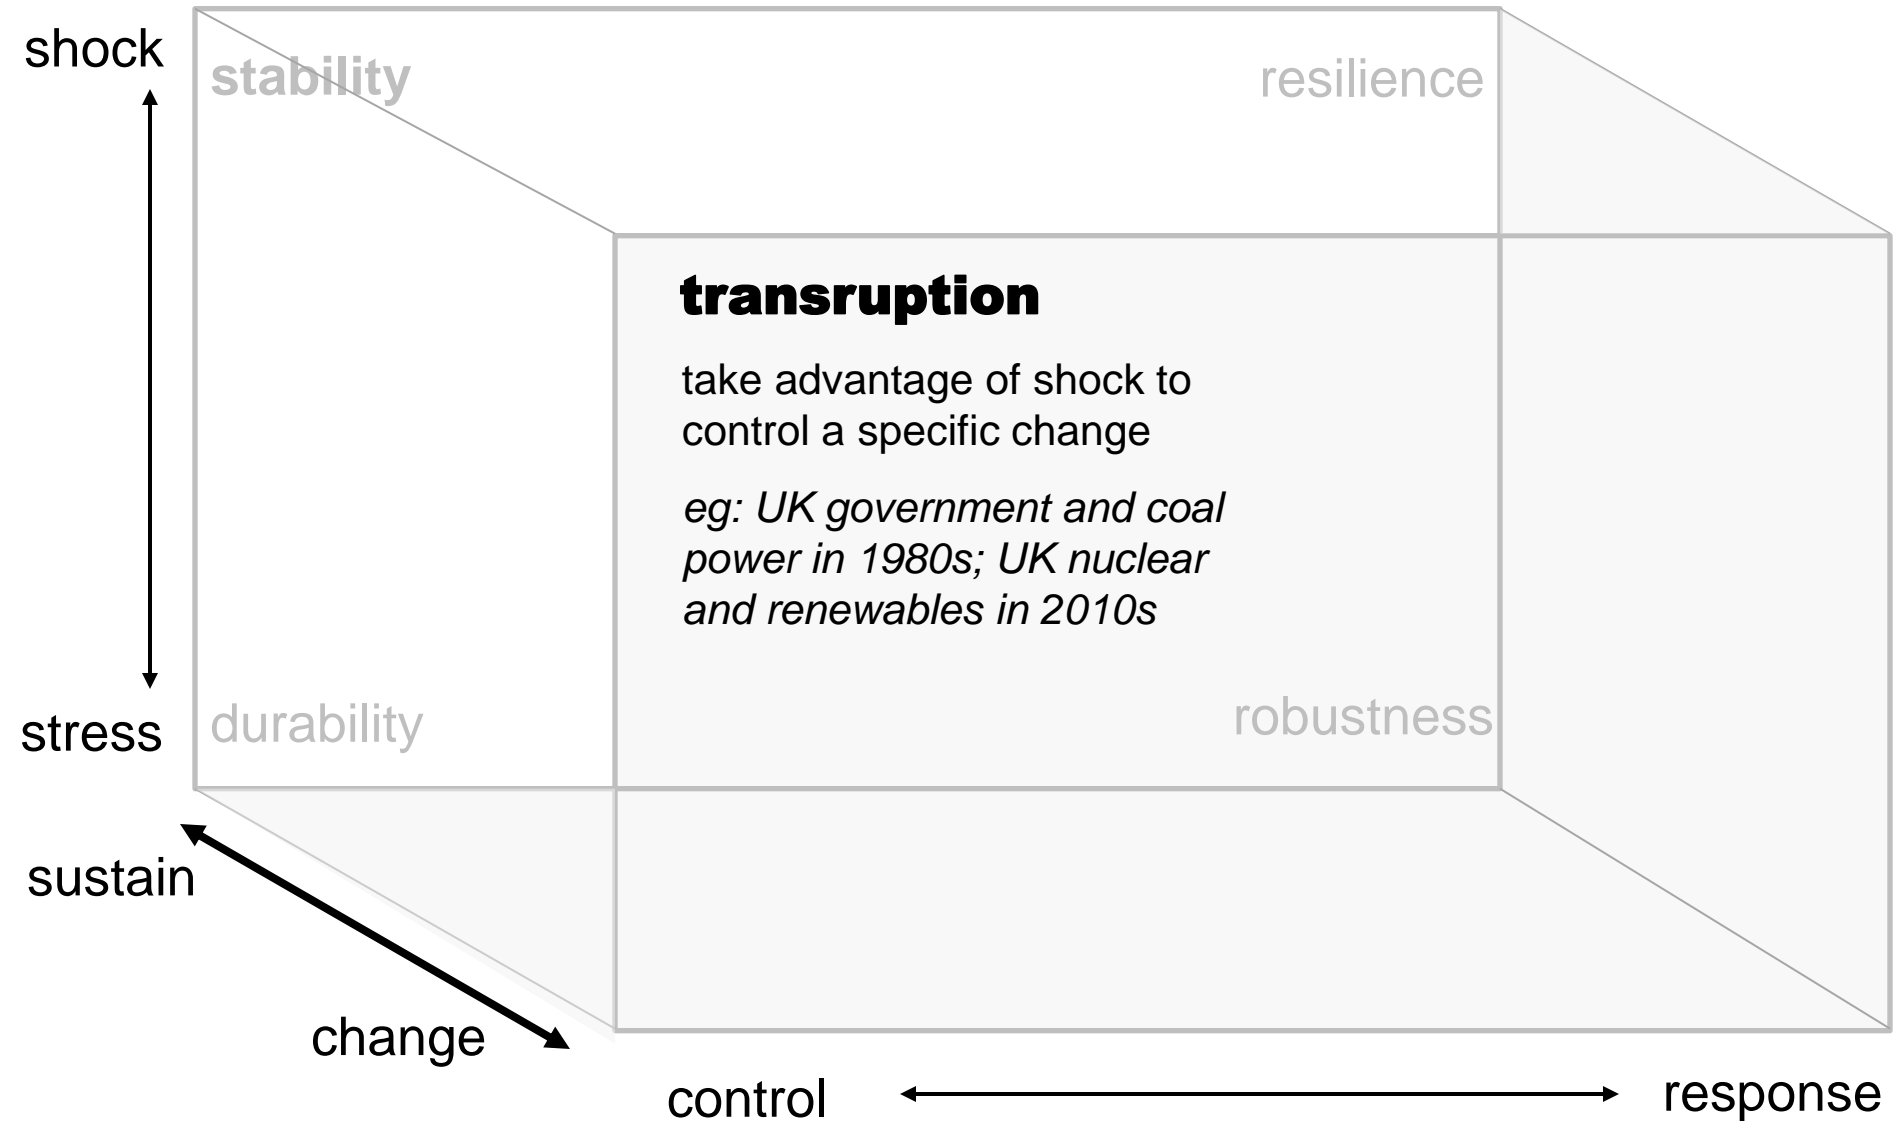 shock
stability
resilience
transruption
take advantage of shock to
control a specific change
eg: UK government and coal
power in 1980s; UK nuclear
and renewables in 2010s
stress
durability
robustness
sustain
change
control
response